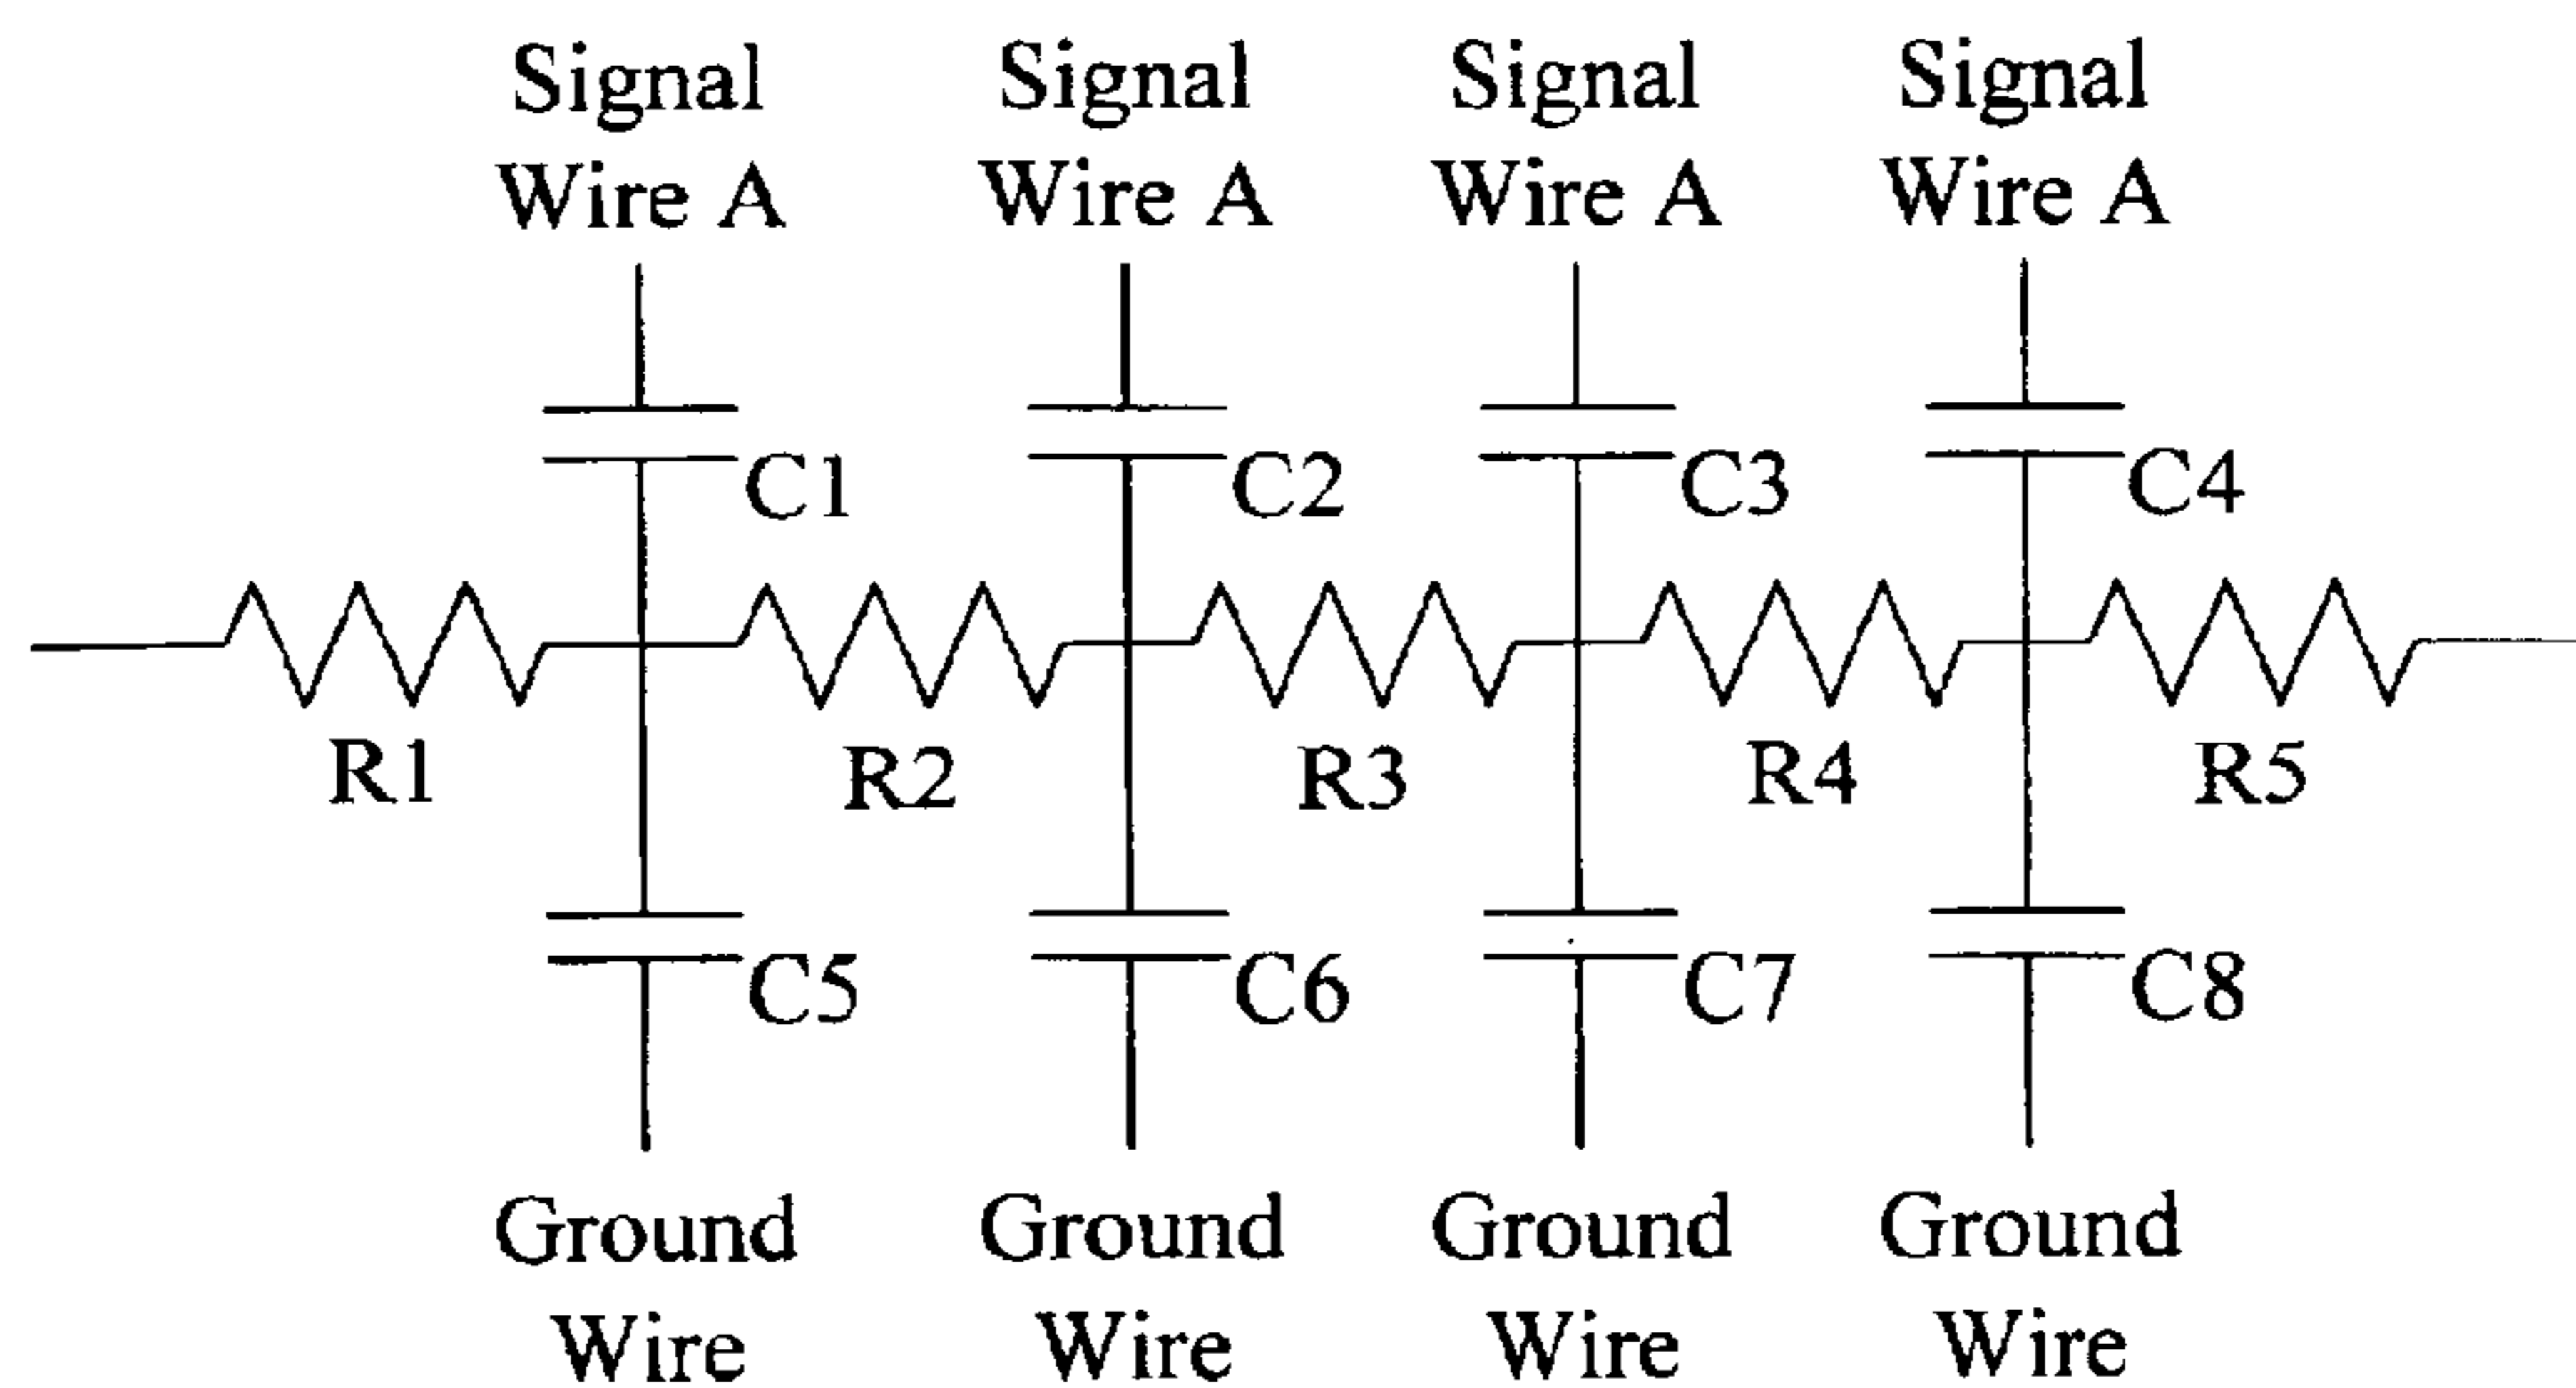 Signal Signal Signal Signal
Wire A Wire A Wire A Wire A
C1 C2 C3 C4
R1 R2 R3 R4 R5
C5 C6 C7 C8
Ground Ground Ground Ground
Wire Wire Wire Wire